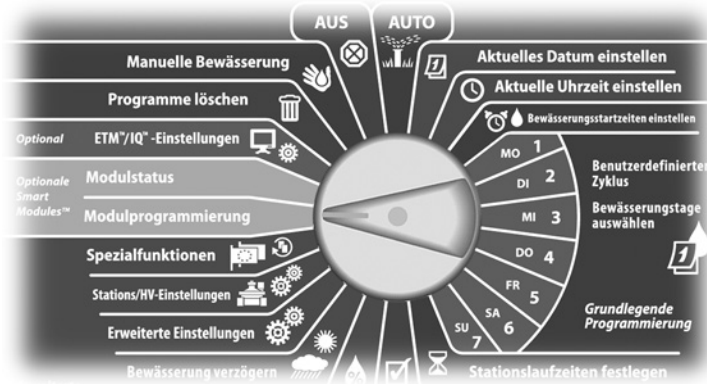 AUS
AUTO
Manuelle Bewässerung
Programme löschen
Optional
ETM™/IQ™ -Einstellungen
Optionale
Smart
Modules™
Modulstatus
Modulprogrammierung
Spezialfunktionen
Stations/HV-Einstellungen
Erweiterte Einstellungen
Bewässerung verzögern
%
Aktuelles Datum einstellen
1
Aktuelle Uhrzeit einstellen
Bewässerungsstartzeiten einstellen
MO 1
DI 2
MI 3
DO 4
FR 5
SA 6
SU 7
Benutzerdefinierter
Zyklus
Bewässerungstage
auswählen
1
Grundlegende
Programmierung
Stationslaufzeiten festlegen